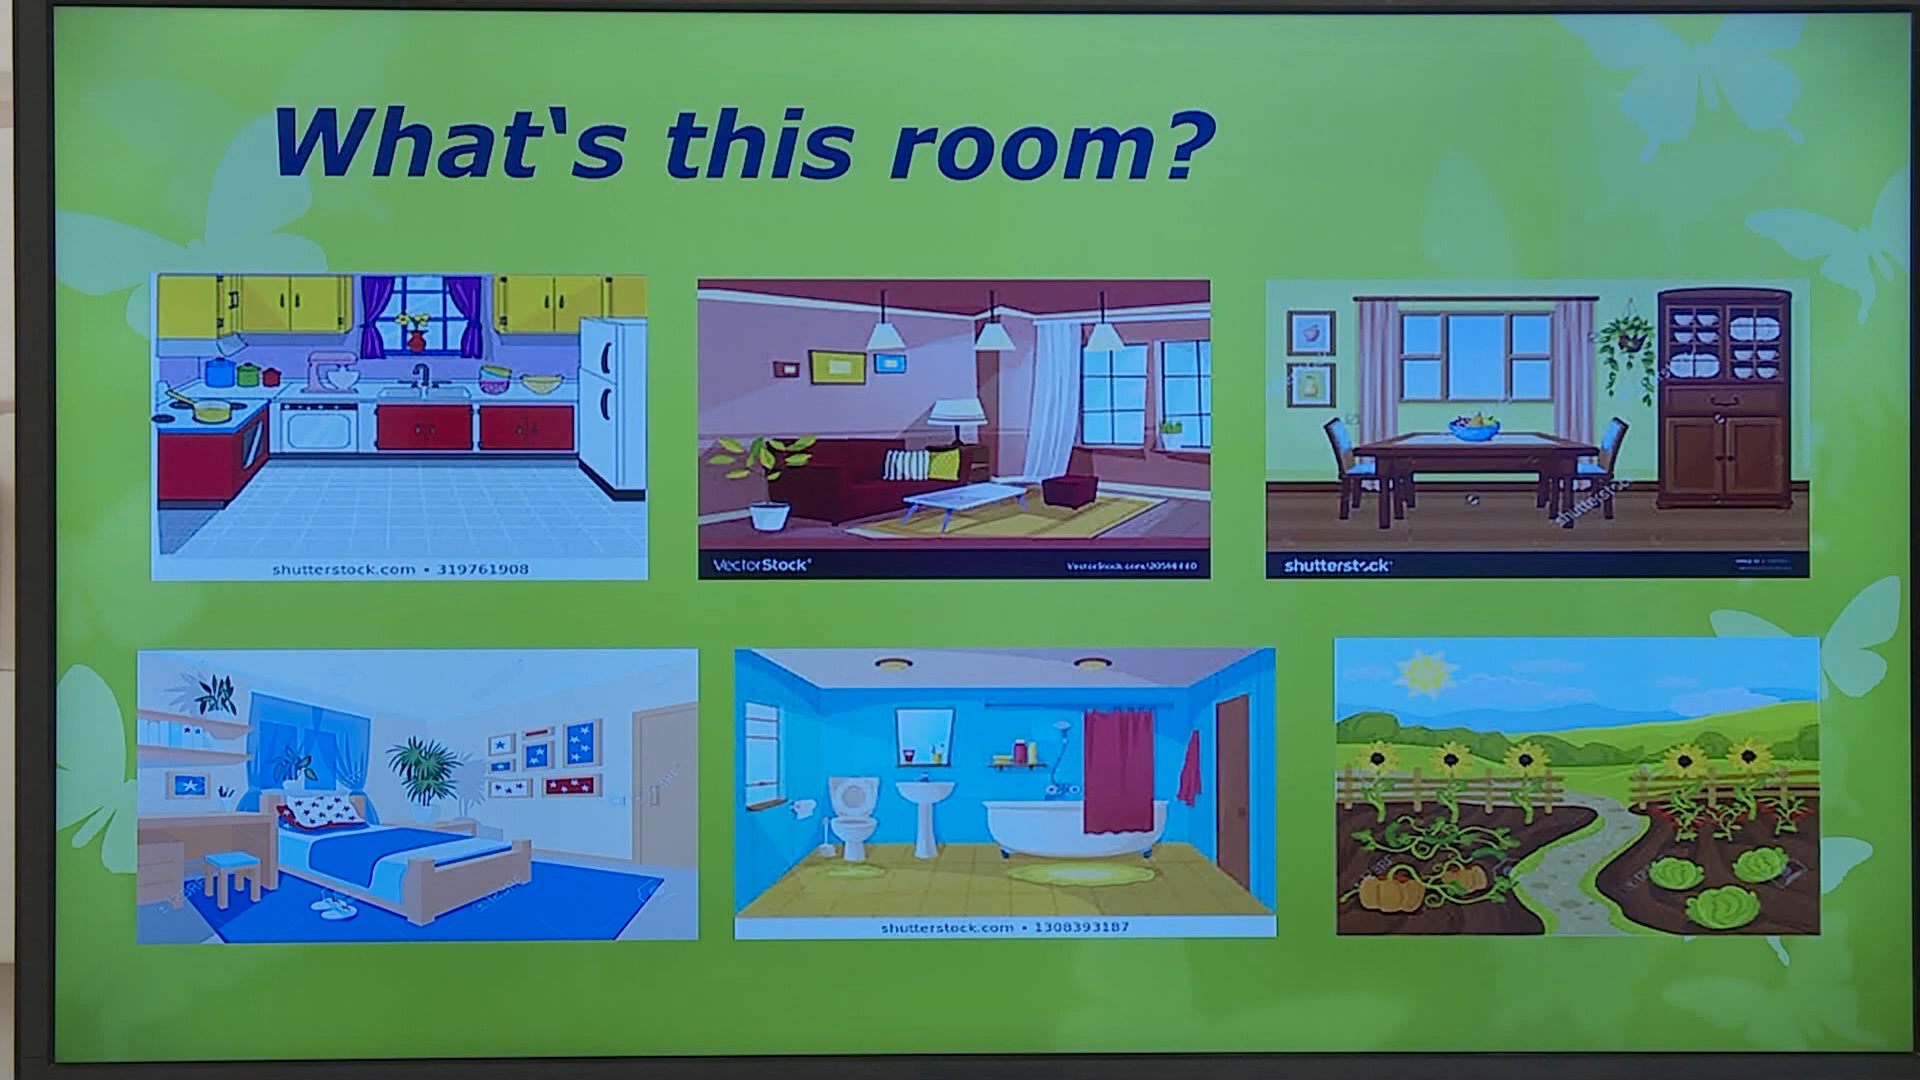 What's this room?
shutterstock.com • 319761908
VectorStock®
shutterstock
shutterstock.com • 1308393187